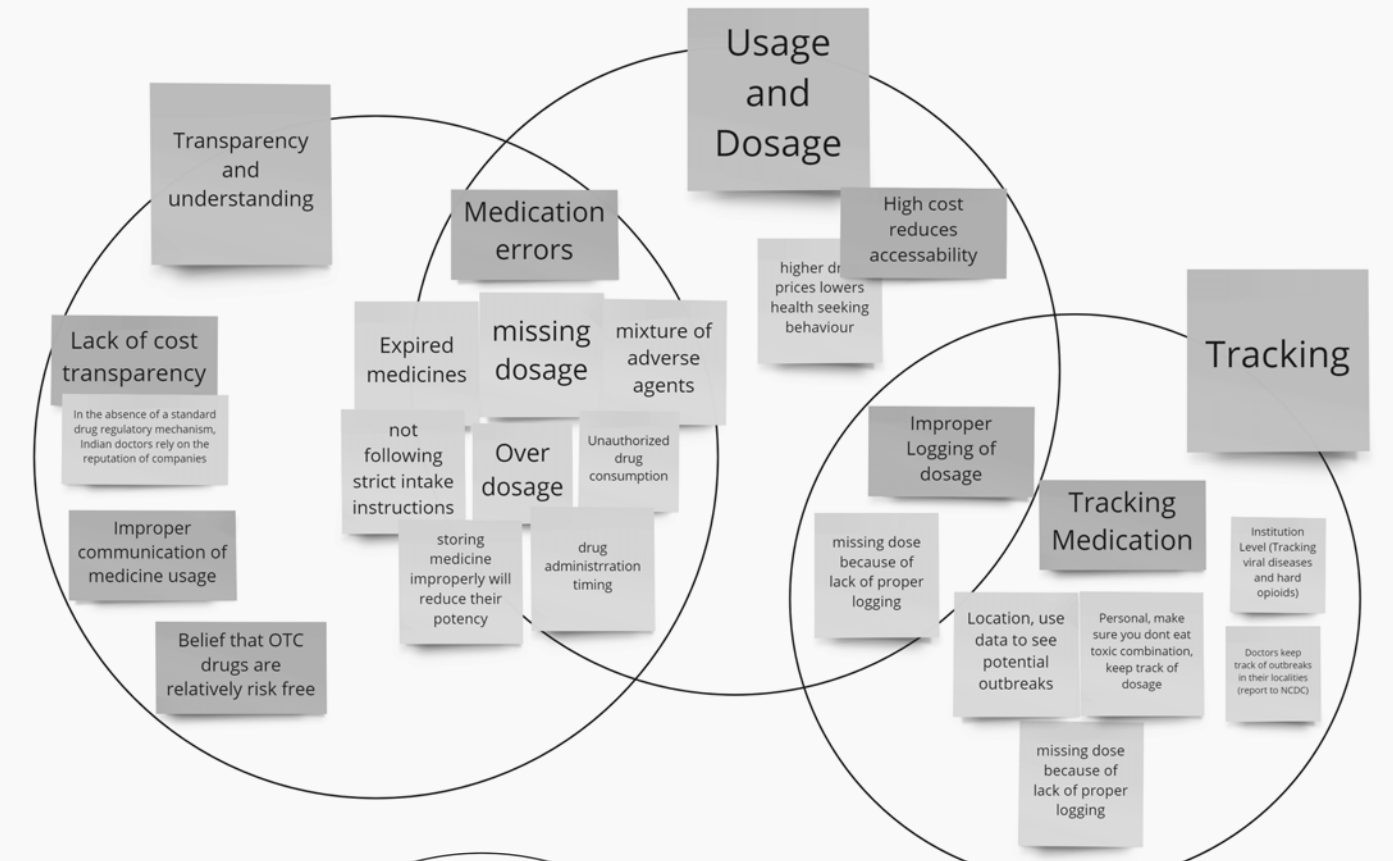 Usage
and
Dosage
Transparency
and
understanding
Medication
errors
High cost
reduces
accessability
higher
prices lowers
health seeking
behaviour
Tracking
Lack of cost
transparency
In the absence of a standard
drug regulatory mechanism,
Indian doctors rely on the
reputation of companies
Improper
communication of
medicine usage
Belief that OTC
drugs are
relatively risk free
Expired
medicines
missing
dosage
mixture of
adverse
agents
not
following
strict intake
instructions
Over
dosage
Unauthorized
drug
consumption
storing
medicine
improperly will
reduce their
potency
drug
administrration
timing
Improper
Logging of
dosage
missing dose
because of
lack of proper
logging
Tracking
Medication
Institution
Level (Tracking
viral diseases
and hard
opioids)
Location, use
data to see
potential
outbreaks
Personal, make
sure you dont eat
toxic combination,
keep track of
dosage
Doctors keep
track of outbreaks
in their localities
(report to NCDC)
missing dose
because of
lack of proper
logging